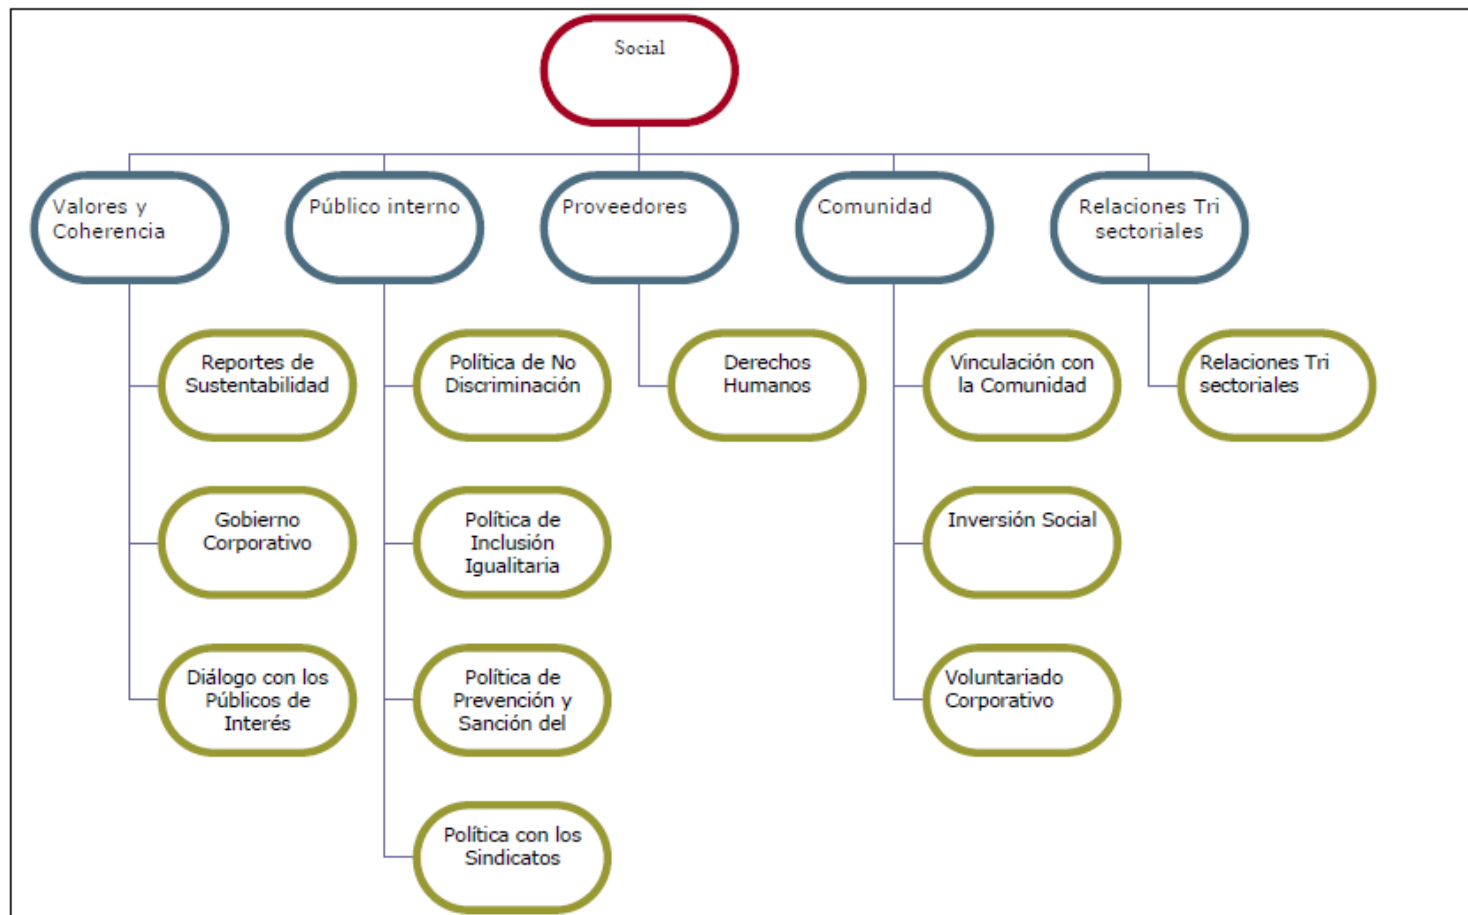 Social
Valores y
Coherencia
Público interno
Proveedores
Comunidad
Relaciones Tri
sectoriales
Reportes de
Sustentabilidad
Política de No
Discriminación
Derechos
Humanos
Vinculación con
la Comunidad
Relaciones Tri
sectoriales
Gobierno
Corporativo
Política de
Inclusión
Igualitaria
Inversión Social
Diálogo con los
Públicos de
Interés
Política de
Prevención y
Sanción del
Voluntariado
Corporativo
Política con los
Sindicatos